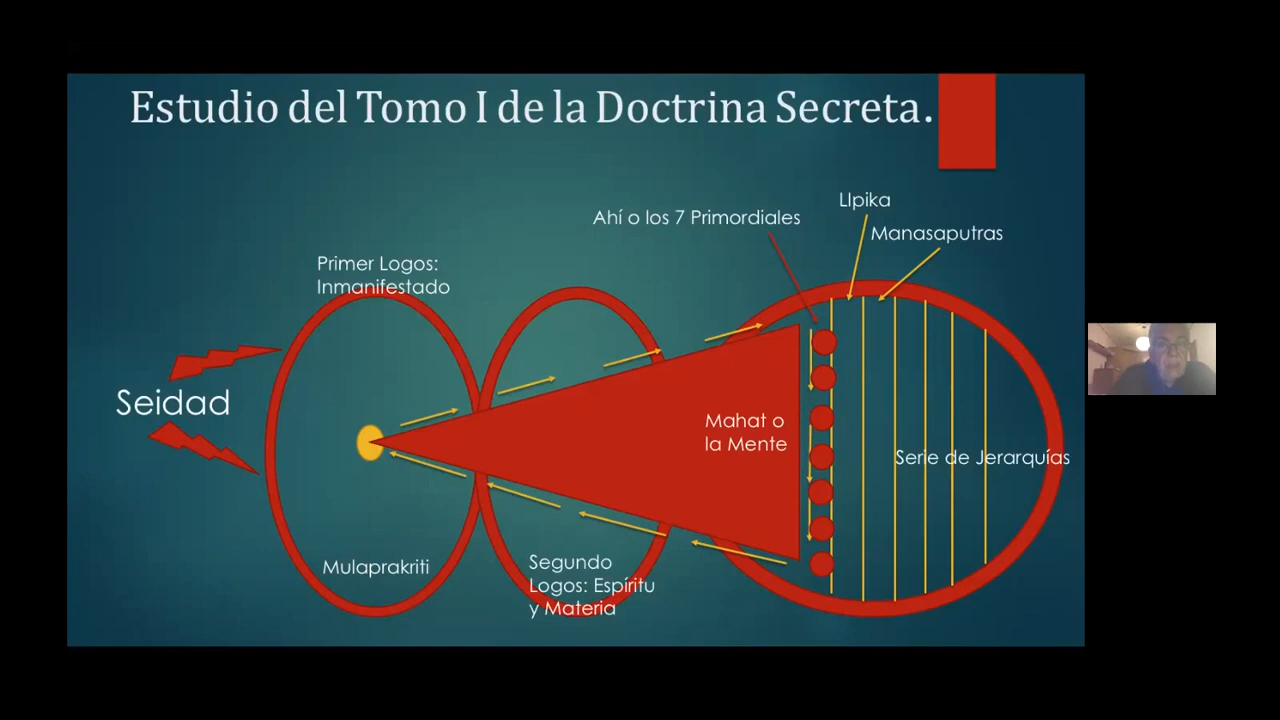 Estudio del Tomo I de la Doctrina Secreta.
LIpika
Ahí o los 7 Primordiales
Manasaputras
Primer Logos:
Inmanifestado
Seidad
Mahat o
la Mente
Serie de Jerarquías
Mulaprakriti
Segundo
Logos: Espíritu
y Materia